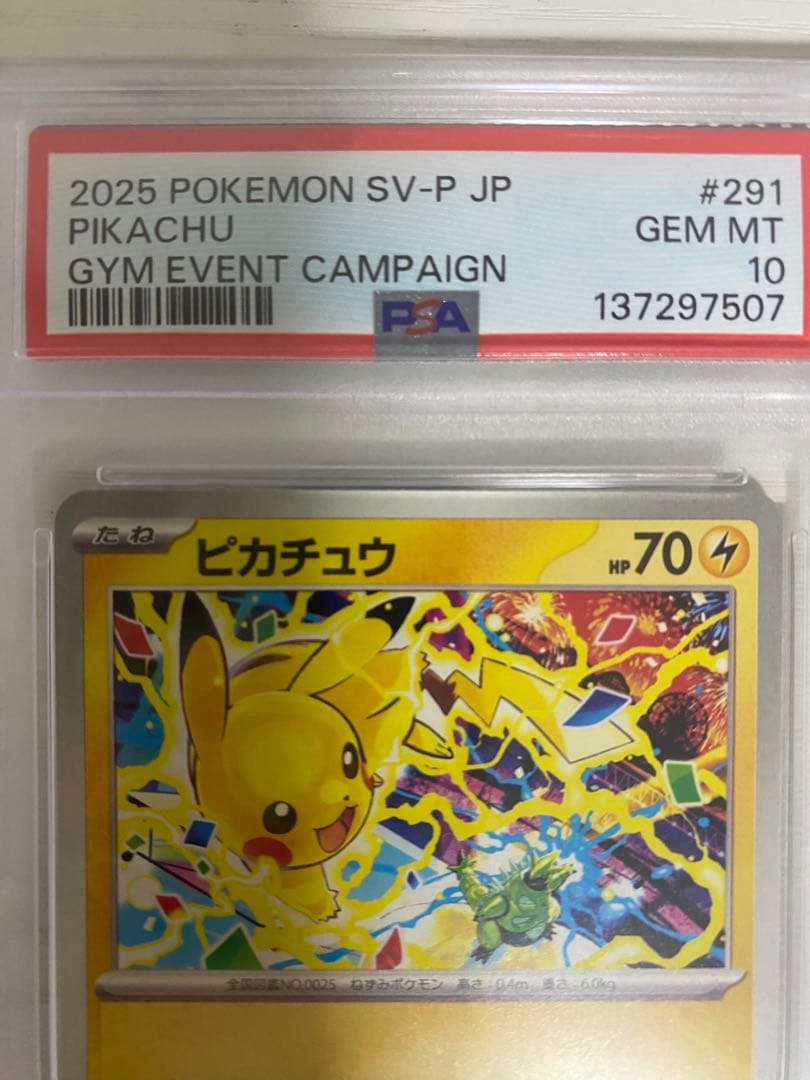 2025 POKEMON SV-P JP #291
PIKACHU GEM MT
GYM EVENT CAMPAIGN 10
PSA 137297507
たね ピカチュウ HP70
全国図鑑NO.0025 ねずみポケモン 高さ:0.4m 重さ:6.0kg